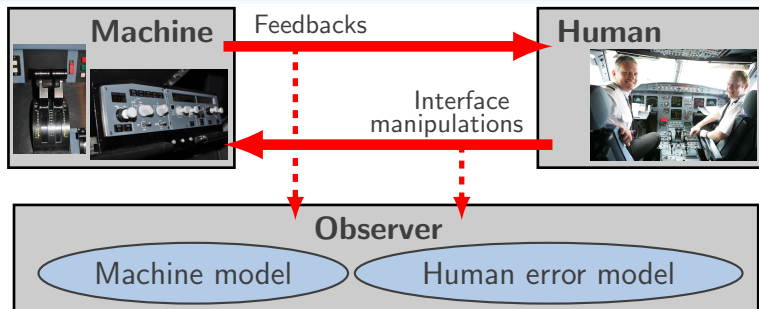 Machine
Feedbacks
Human
Interface
manipulations
Observer
Machine model
Human error model